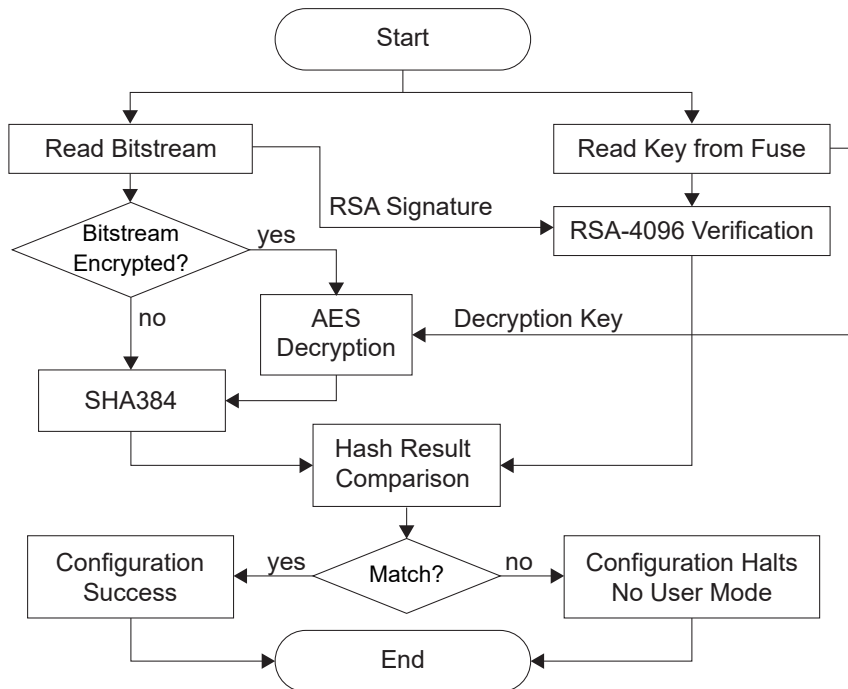 Start
Read Bitstream
Read Key from Fuse
RSA Signature
RSA-4096 Verification
Bitstream
Encrypted?
yes
no
AES
Decryption
Decryption Key
SHA384
Hash Result
Comparison
Configuration
Success
yes
Match?
no
Configuration Halts
No User Mode
End